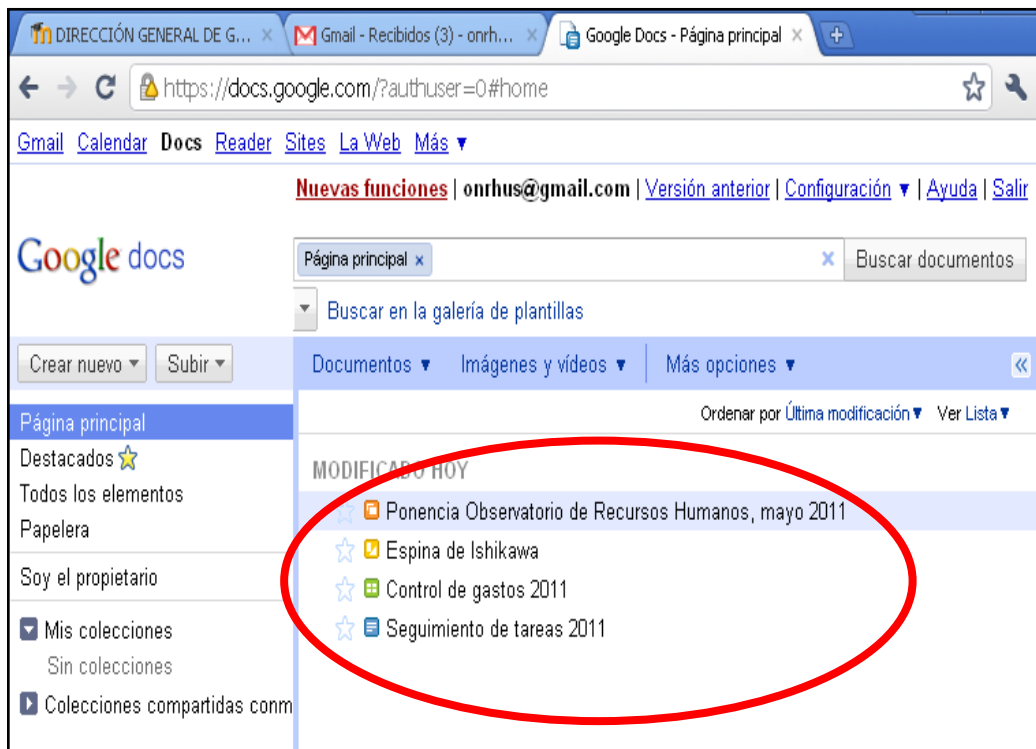 DIRECCIÓN GENERAL DE G... × Gmail - Recibidos (3) - onrh... × Google Docs - Página principal ×
https://docs.google.com/?authuser=0#home
Gmail Calendar Docs Reader Sites La Web Más ▼
Nuevas funciones | onrhus@gmail.com | Versión anterior | Configuración ▼ | Ayuda | Salir
Google docs Página principal × × Buscar documentos
Buscar en la galería de plantillas
Crear nuevo ▼ Subir ▼ Documentos ▼ Imágenes y vídeos ▼ Más opciones ▼ «
Página principal Ordenar por Última modificación ▼ Ver Lista ▼
Destacados
Todos los elementos
Papelera
Soy el propietario
Mis colecciones
Sin colecciones
Colecciones compartidas conm
MODIFICADO HOY
Ponencia Observatorio de Recursos Humanos, mayo 2011
Espina de Ishikawa
Control de gastos 2011
Seguimiento de tareas 2011